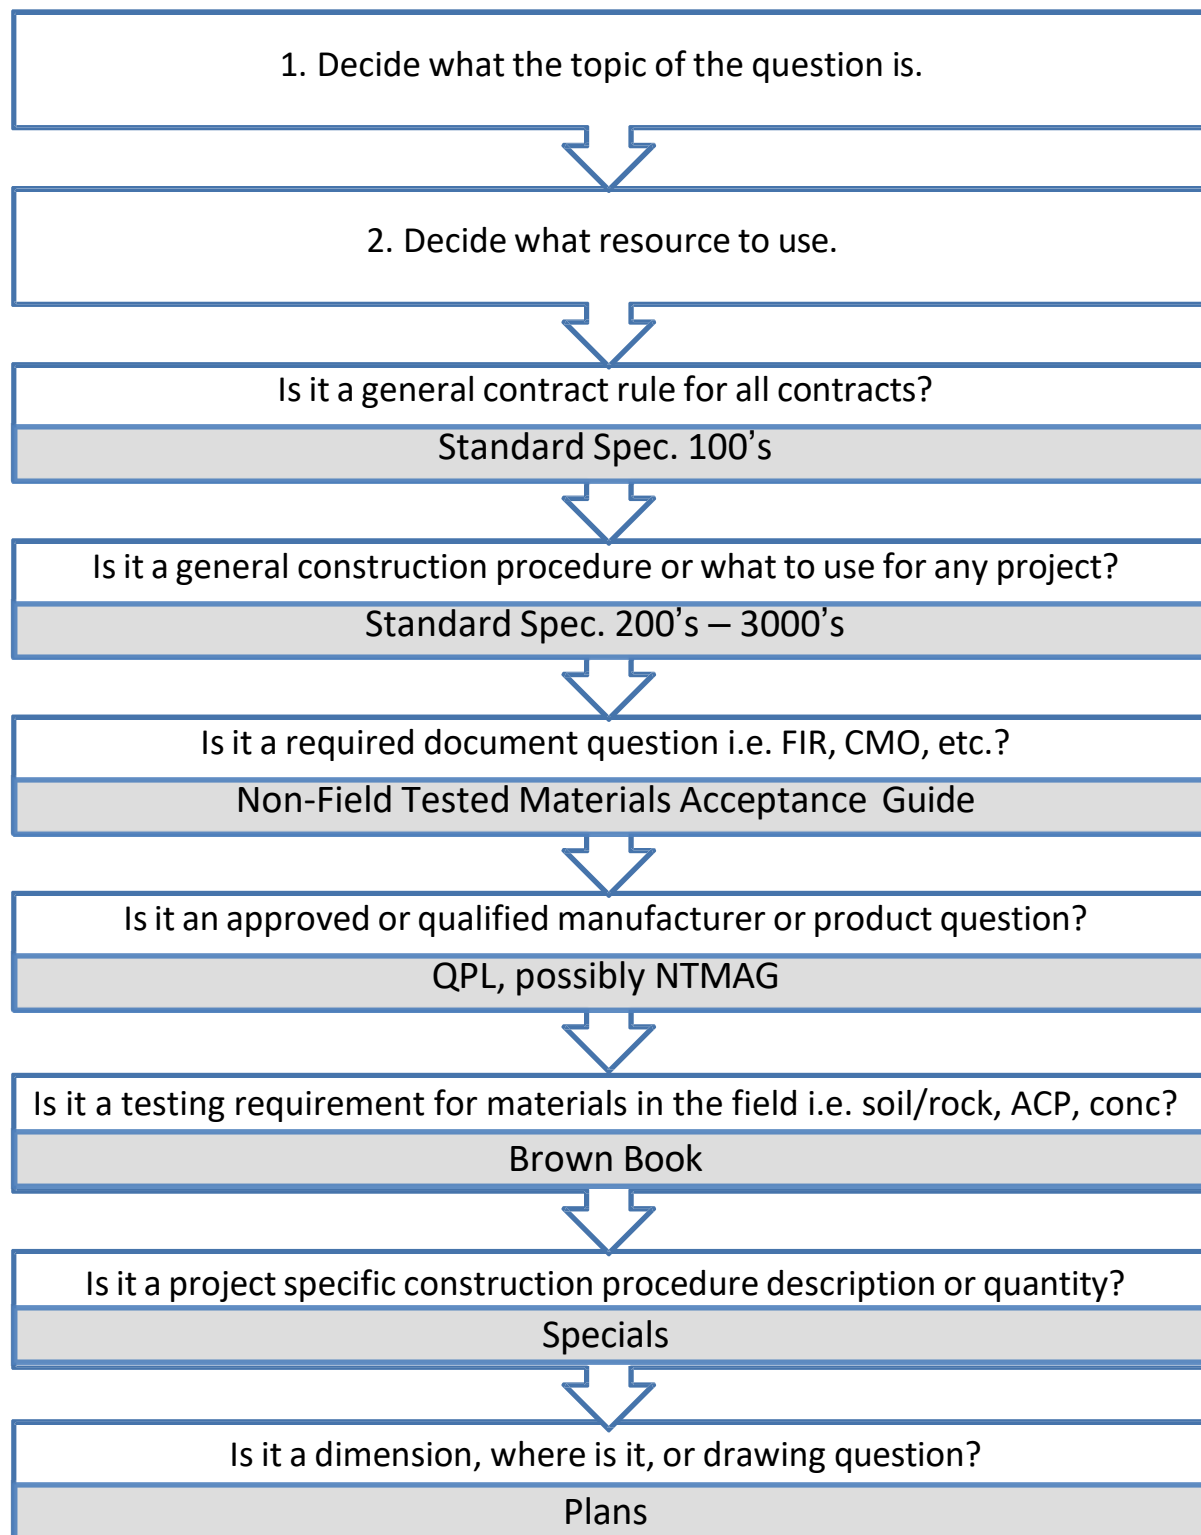 1. Decide what the topic of the question is.
2. Decide what resource to use.
Is it a general contract rule for all contracts?
Standard Spec. 100’s
Is it a general construction procedure or what to use for any project?
Standard Spec. 200’s – 3000’s
Is it a required document question i.e. FIR, CMO, etc.?
Non-Field Tested Materials Acceptance Guide
Is it an approved or qualified manufacturer or product question?
QPL, possibly NTMAG
Is it a testing requirement for materials in the field i.e. soil/rock, ACP, conc?
Brown Book
Is it a project specific construction procedure description or quantity?
Specials
Is it a dimension, where is it, or drawing question?
Plans